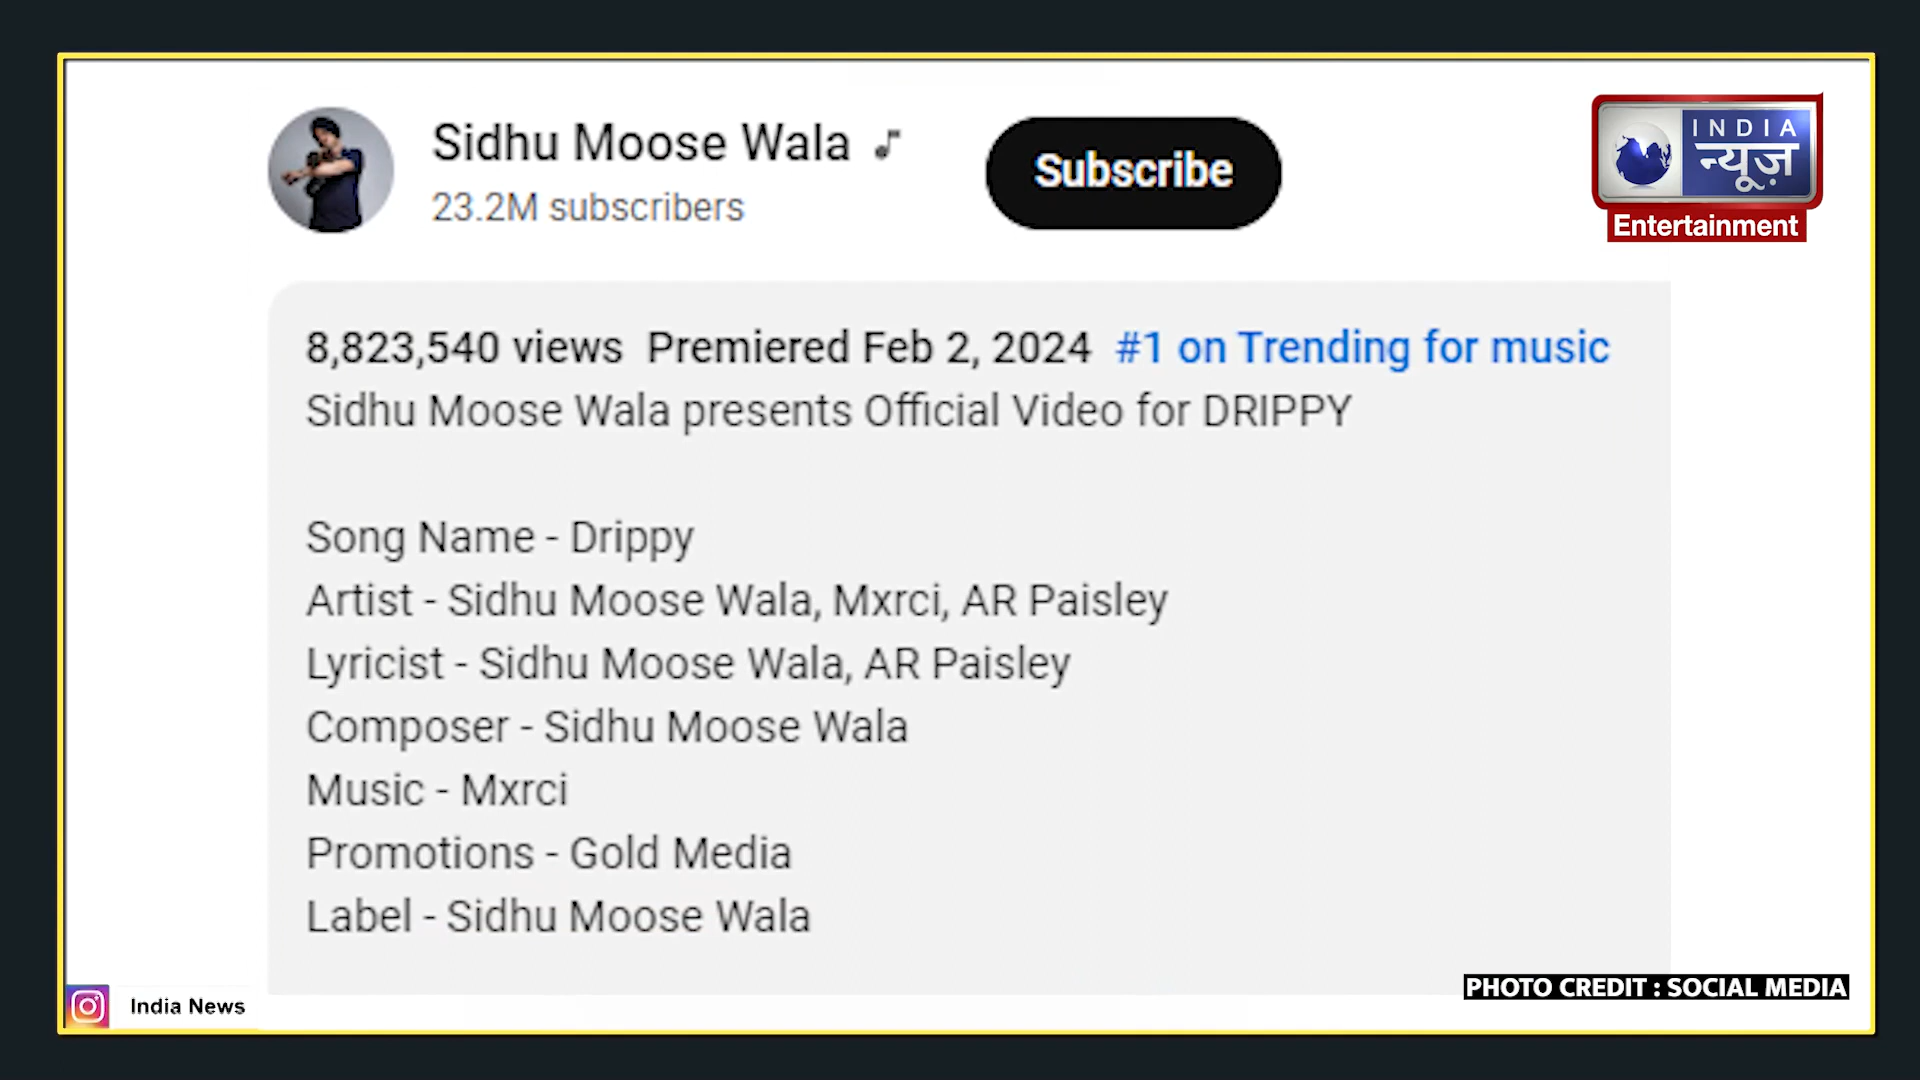 Sidhu Moose Wala
23.2M subscribers
Subscribe
INDIA
न्यूज़
Entertainment
8,823,540 views Premiered Feb 2, 2024 #1 on Trending for music
Sidhu Moose Wala presents Official Video for DRIPPY
Song Name - Drippy
Artist - Sidhu Moose Wala, Mxrci, AR Paisley
Lyricist - Sidhu Moose Wala, AR Paisley
Composer - Sidhu Moose Wala
Music - Mxrci
Promotions - Gold Media
Label - Sidhu Moose Wala
PHOTO CREDIT : SOCIAL MEDIA
India News